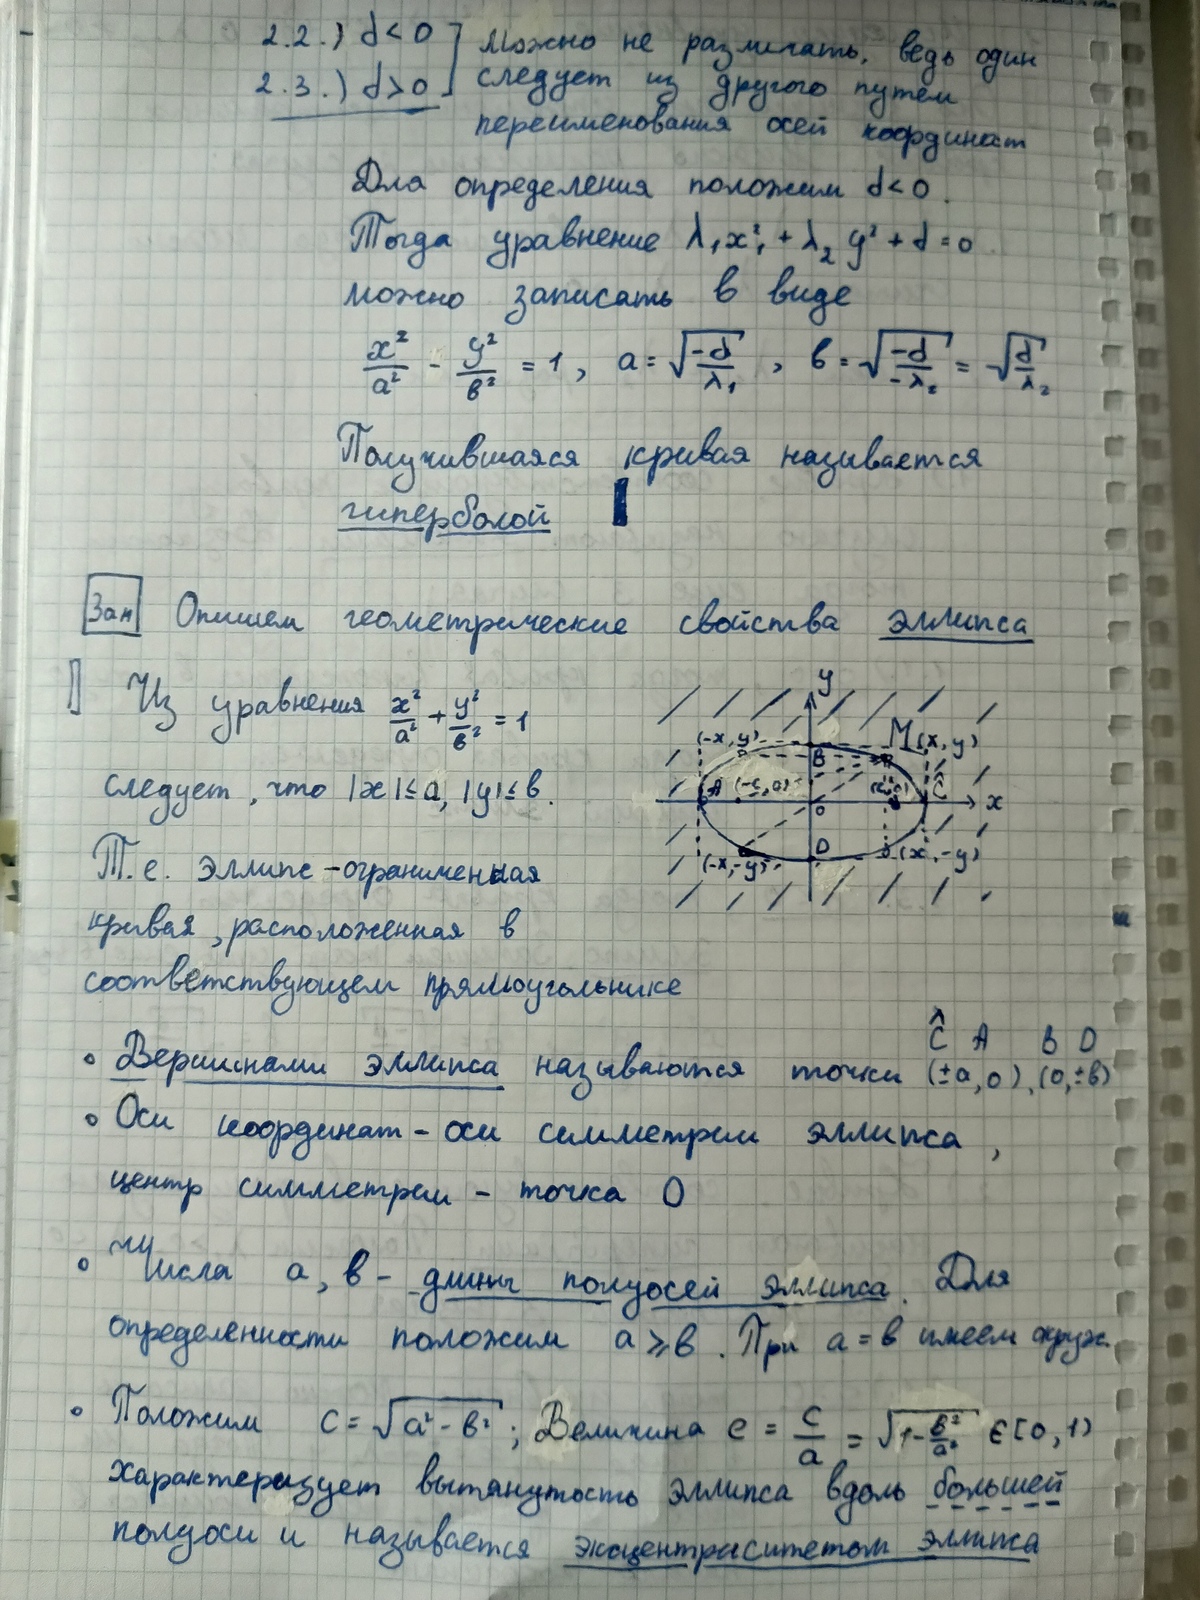 2.2.) d < 0
2.3.) d > 0
можно не различать, ведь один
следует из другого путем
переименования осей координат
Для определения положим d < 0.
Тогда уравнение λ₁x₁² + λ₂ y² + d = 0
можно записать в виде
x²/a² - y²/b² = 1, a = √(-d/λ₁), b = √(-d/-λ₂) = √(d/λ₂)
Получившаяся кривая называется
гиперболой
Зам Опишем геометрические свойства эллипса
Из уравнения x²/a² + y²/b² = 1
следует, что |x| ≤ a, |y| ≤ b.
Т.е. эллипс - ограниченная
кривая, расположенная в
соответствующем прямоугольнике
y
(-x, y) B M(x, y)
A (-c, 0) (c, 0) Ĉ x
O
(-x, -y) D (x, -y)
Ĉ A B D
• Вершинами эллипса называются точки (±a, 0), (0, ±b)
• Оси координат - оси симметрии эллипса,
центр симметрии - точка O
• Числа a, b - длины полуосей эллипса. Для
определенности положим a ≥ b. При a = b имеем окруж.
• Положим c = √(a² - b²); Величина e = c/a = √(1 - b²/a²) ∈ [0, 1)
характеризует вытянутость эллипса вдоль большей
полуоси и называется эксцентриситетом эллипса